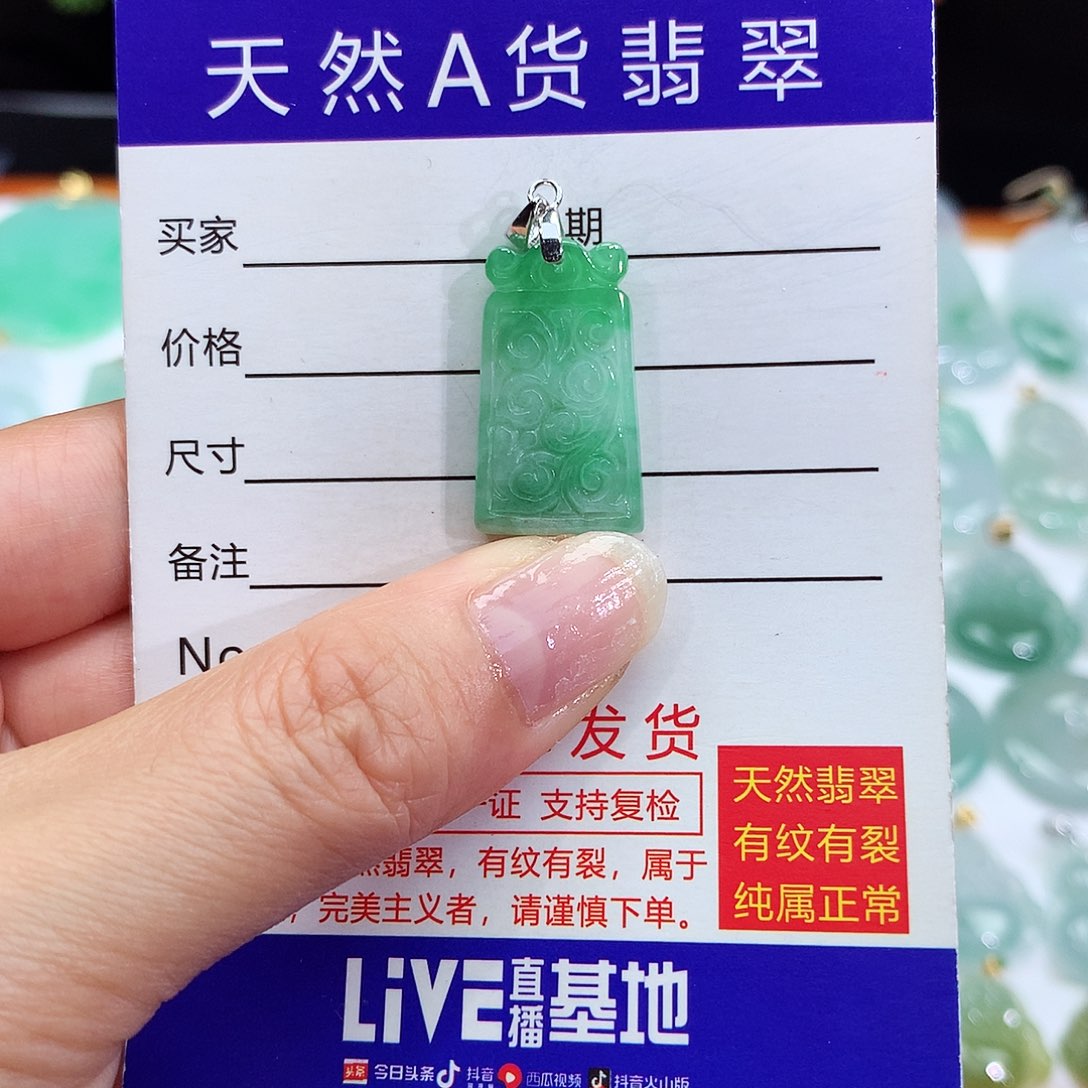 天然A货翡翠
买家 期
价格
尺寸
备注
No
发货
证 支持复检
然翡翠，有纹有裂，属于
，完美主义者，请谨慎下单。
天然翡翠
有纹有裂
纯属正常
LiVE直播基地
头条 今日头条 抖音 西瓜视频 抖音火山版